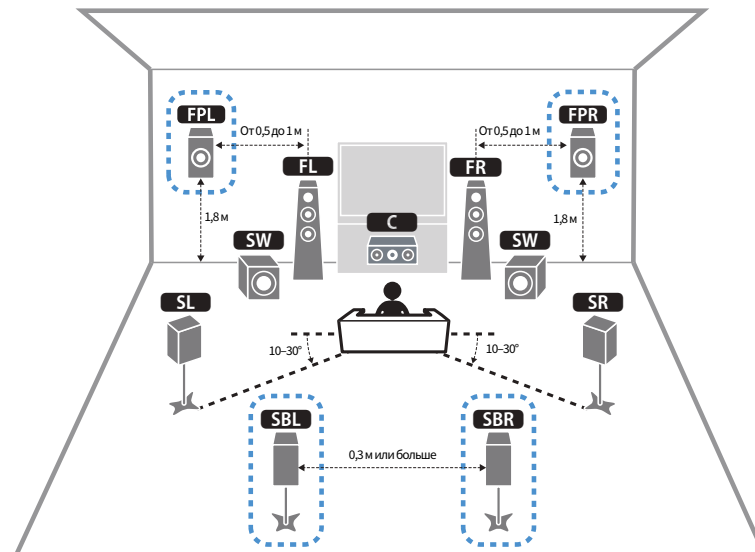 FPL
FPR
От 0,5 до 1 м
От 0,5 до 1 м
FL
FR
1,8 м
C
1,8 м
SW
SW
SL
SR
10–30°
10–30°
SBL
SBR
0,3 м или больше